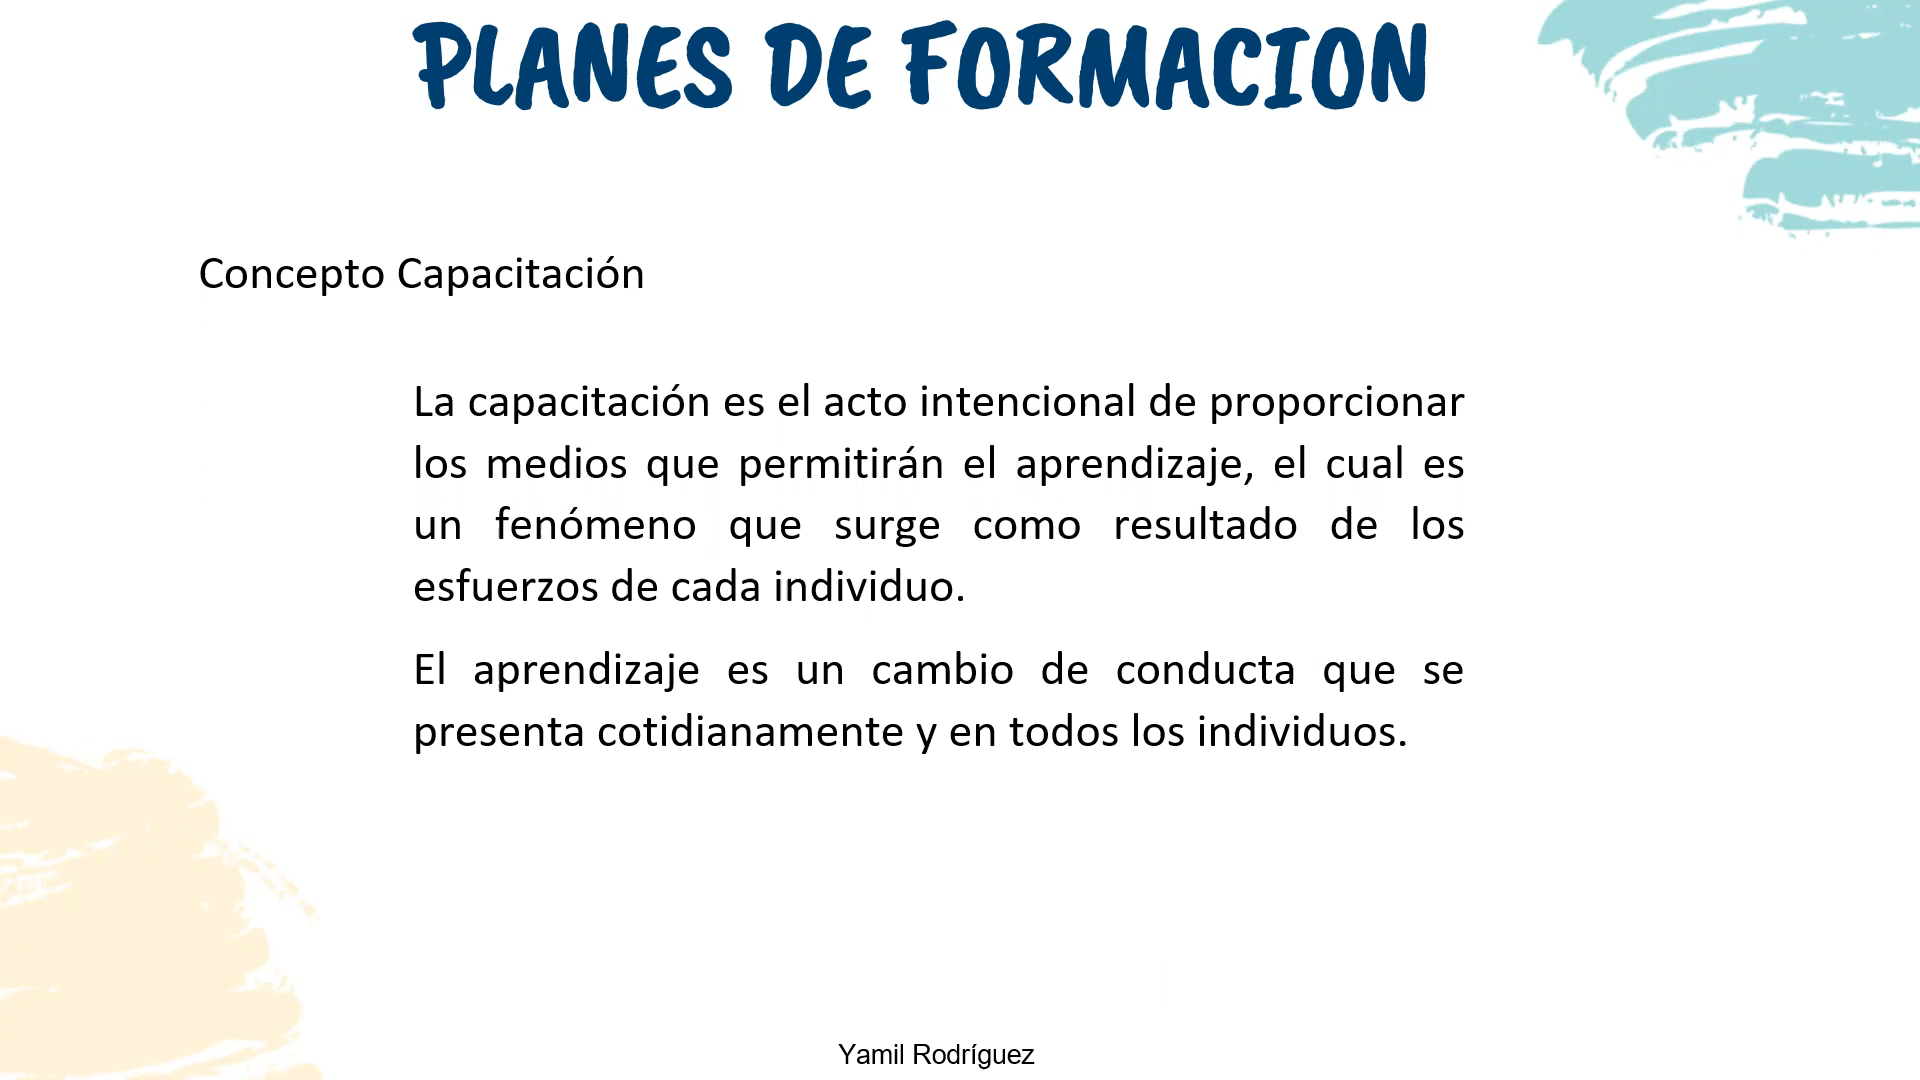 PLANES DE FORMACION
Concepto Capacitación
La capacitación es el acto intencional de proporcionar
los medios que permitirán el aprendizaje, el cual es
un fenómeno que surge como resultado de los
esfuerzos de cada individuo.
El aprendizaje es un cambio de conducta que se
presenta cotidianamente y en todos los individuos.
Yamil Rodríguez